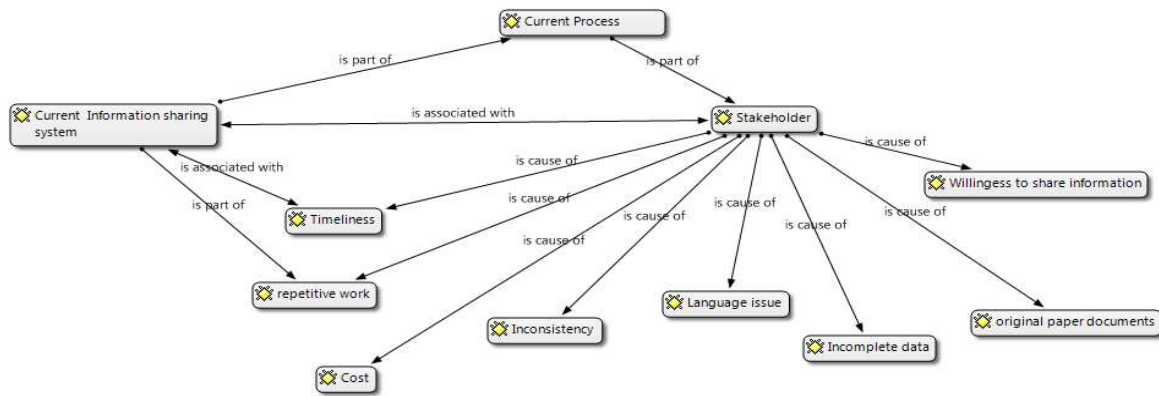 Current Process
is part of
is part of
Current Information sharing
system
is associated with
Stakeholder
is associated with
is cause of
is cause of
Willingess to share information
is part of
Timeliness
is cause of
is cause of
is cause of
is cause of
is cause of
is cause of
repetitive work
Language issue
original paper documents
Inconsistency
Incomplete data
Cost